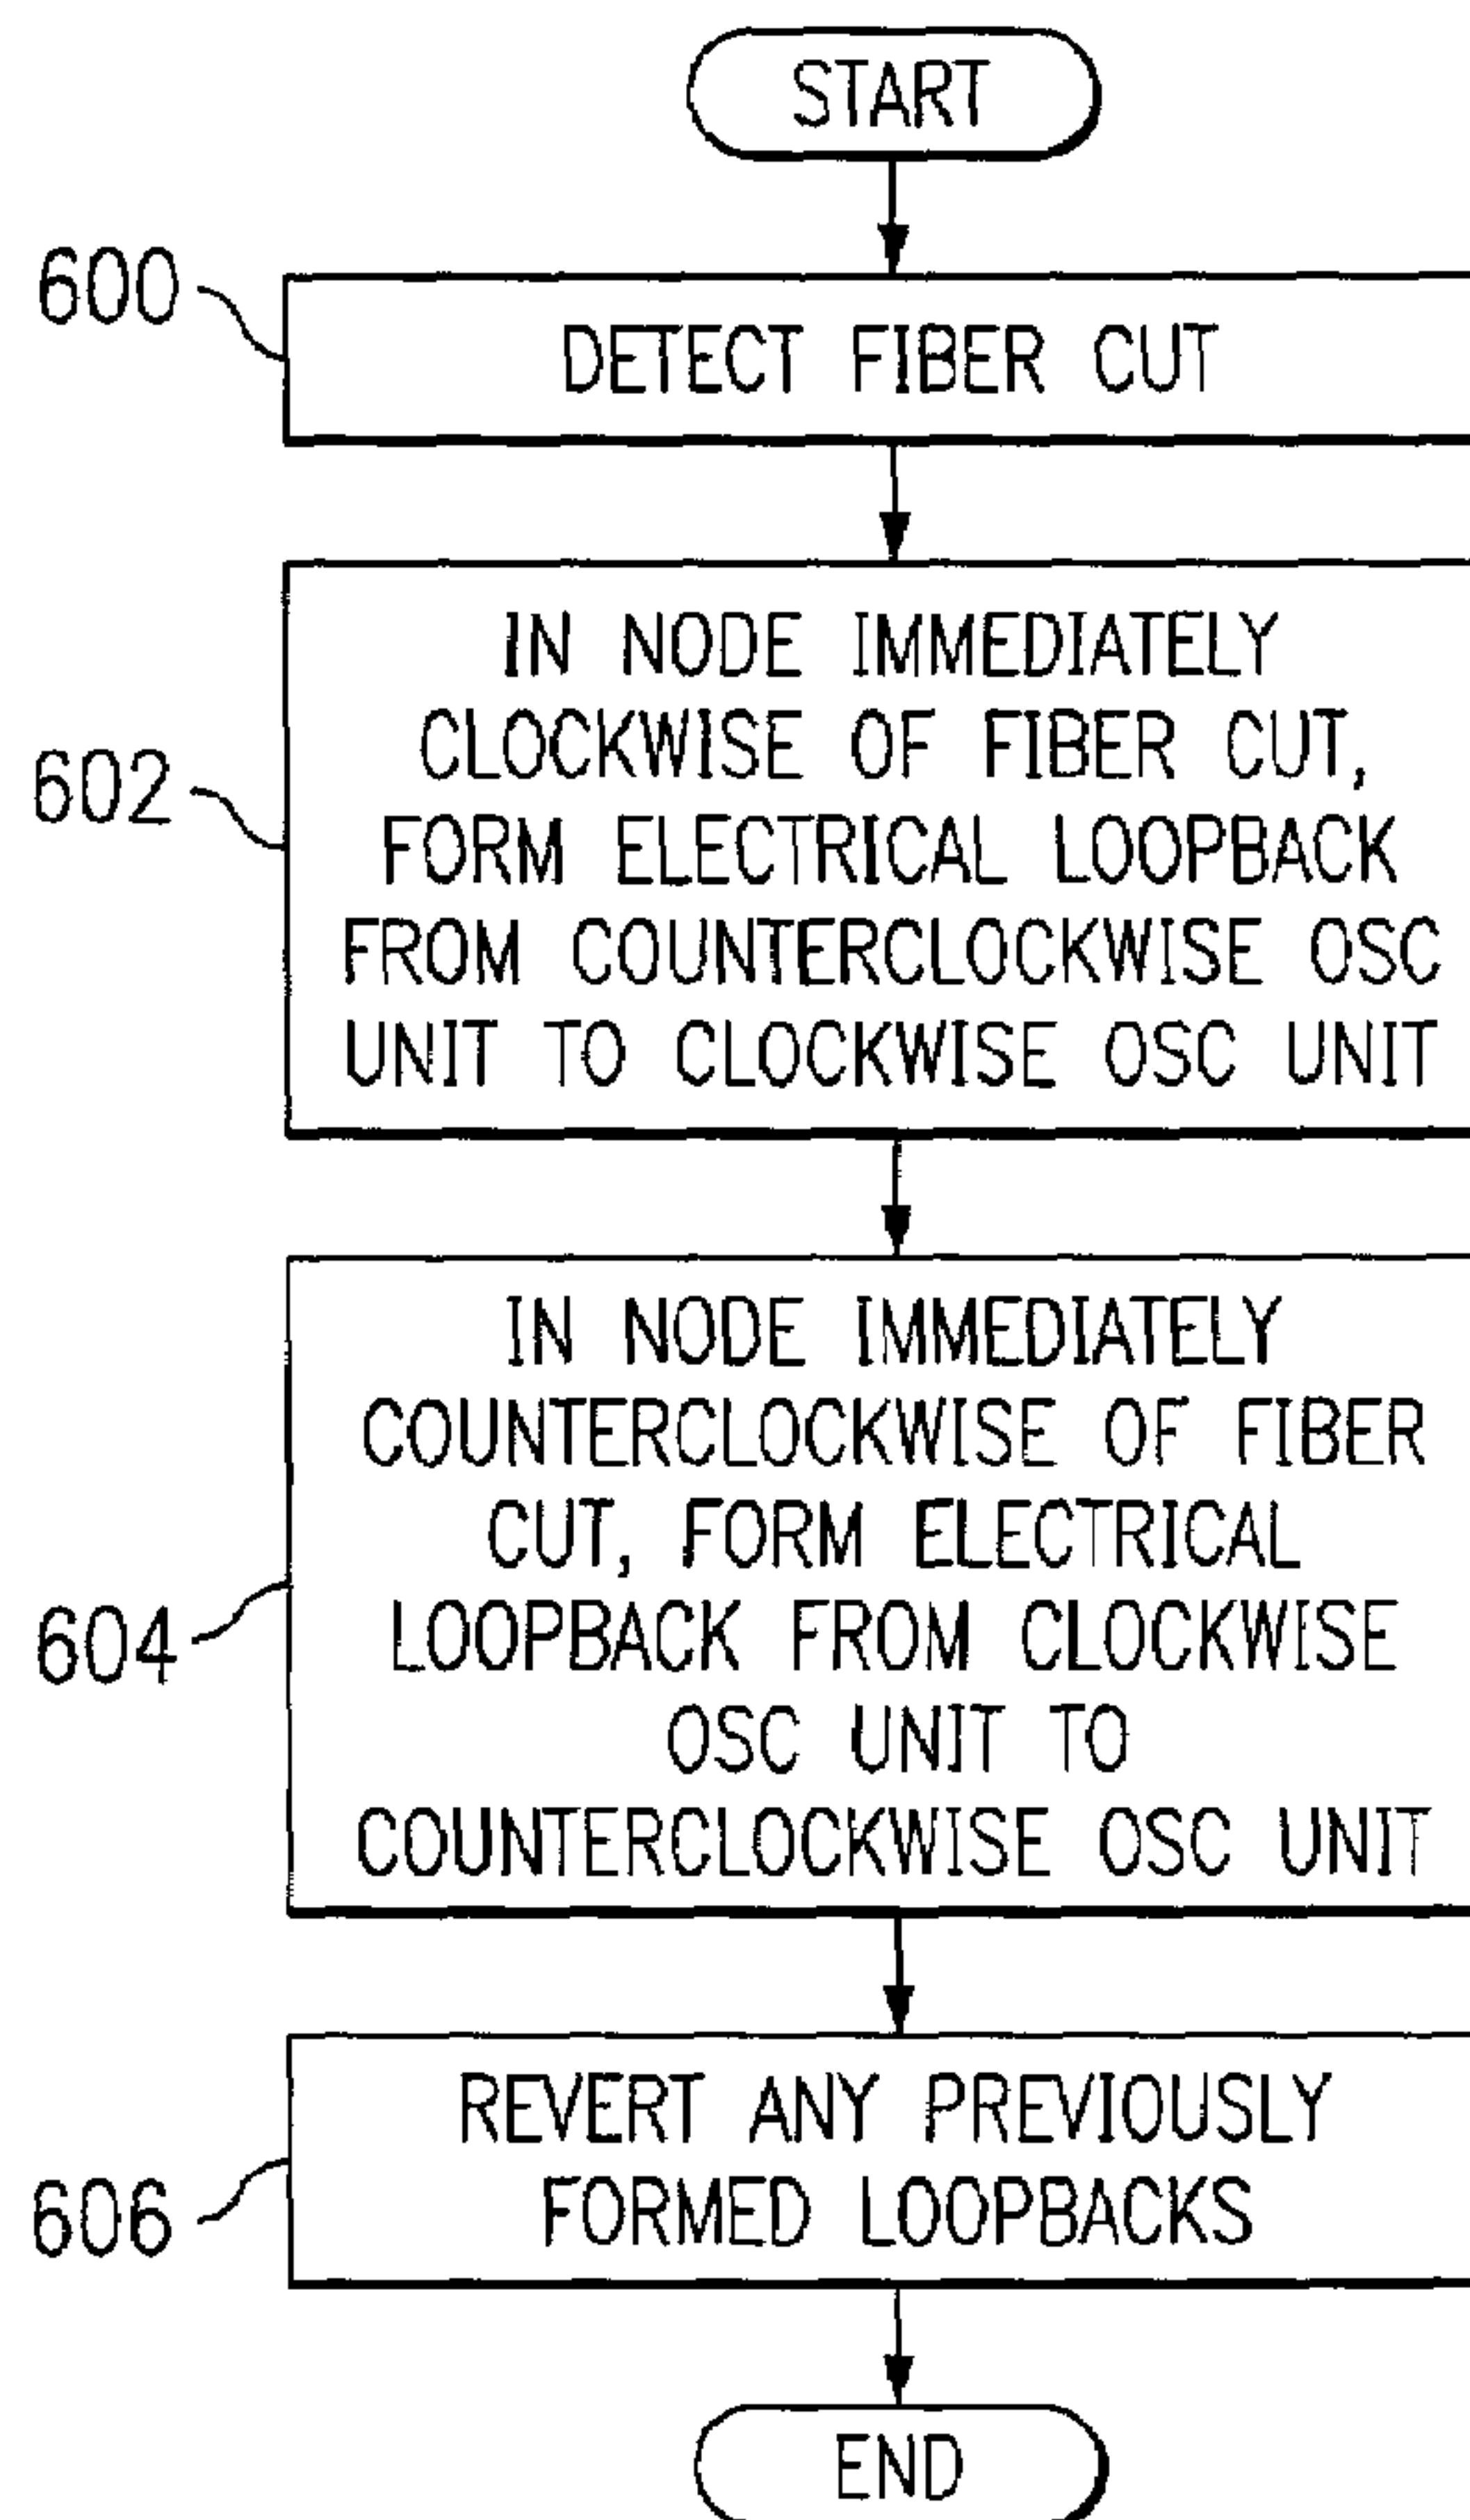 START
600
DETECT FIBER CUT
602
IN NODE IMMEDIATELY
CLOCKWISE OF FIBER CUT,
FORM ELECTRICAL LOOPBACK
FROM COUNTERCLOCKWISE OSC
UNIT TO CLOCKWISE OSC UNIT
604
IN NODE IMMEDIATELY
COUNTERCLOCKWISE OF FIBER
CUT, FORM ELECTRICAL
LOOPBACK FROM CLOCKWISE
OSC UNIT TO
COUNTERCLOCKWISE OSC UNIT
606
REVERT ANY PREVIOUSLY
FORMED LOOPBACKS
END